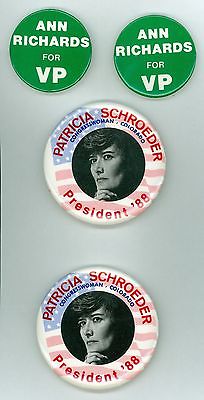 ANN
RICHARDS
FOR
VP
ANN
RICHARDS
FOR
VP
PATRICIA SCHROEDER
CONGRESSWOMAN · COLORADO
President '88
PATRICIA SCHROEDER
CONGRESSWOMAN · COLORADO
President '88